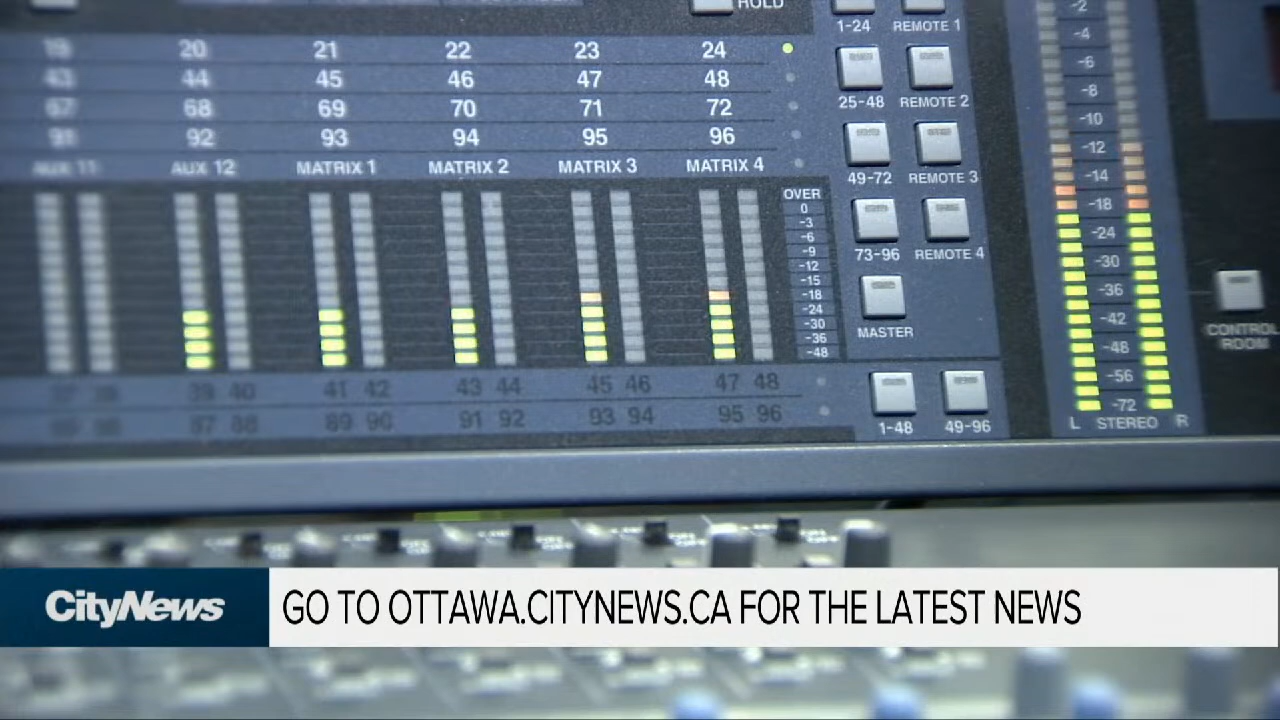 HOLD
1-24 REMOTE 1
19 20 21 22 23 24
43 44 45 46 47 48
67 68 69 70 71 72
91 92 93 94 95 96
AUX 11 AUX 12 MATRIX 1 MATRIX 2 MATRIX 3 MATRIX 4
25-48 REMOTE 2
49-72 REMOTE 3
73-96 REMOTE 4
MASTER
OVER
0
-3
-6
-9
-12
-15
-18
-24
-30
-36
-48
39 40 41 42 43 44 45 46 47 48
87 88 89 90 91 92 93 94 95 96
1-48 49-96
-2
-4
-6
-8
-10
-12
-14
-18
-24
-30
-36
-42
-48
-56
-72
L STEREO R
CONTROL
ROOM
CityNews
GO TO OTTAWA.CITYNEWS.CA FOR THE LATEST NEWS